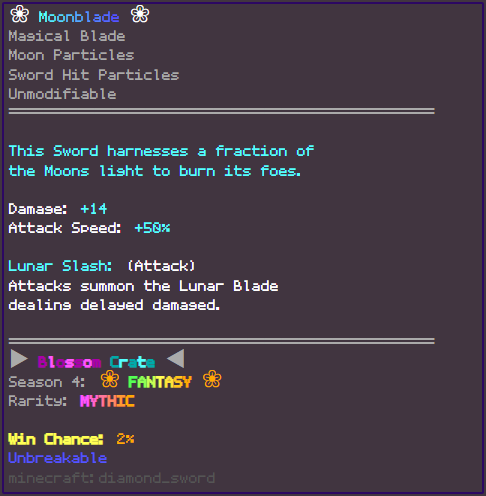 ❀ Moonblade ❀
Magical Blade
Moon Particles
Sword Hit Particles
Unmodifiable
This Sword harnesses a fraction of
the Moons light to burn its foes.
Damage: +14
Attack Speed: +50%
Lunar Slash: (Attack)
Attacks summon the Lunar Blade
dealing delayed damaged.
▶ Blossom Crate ◀
Season 4: ❀ FANTASY ❀
Rarity: MYTHIC
Win Chance: 2%
Unbreakable
minecraft:diamond_sword